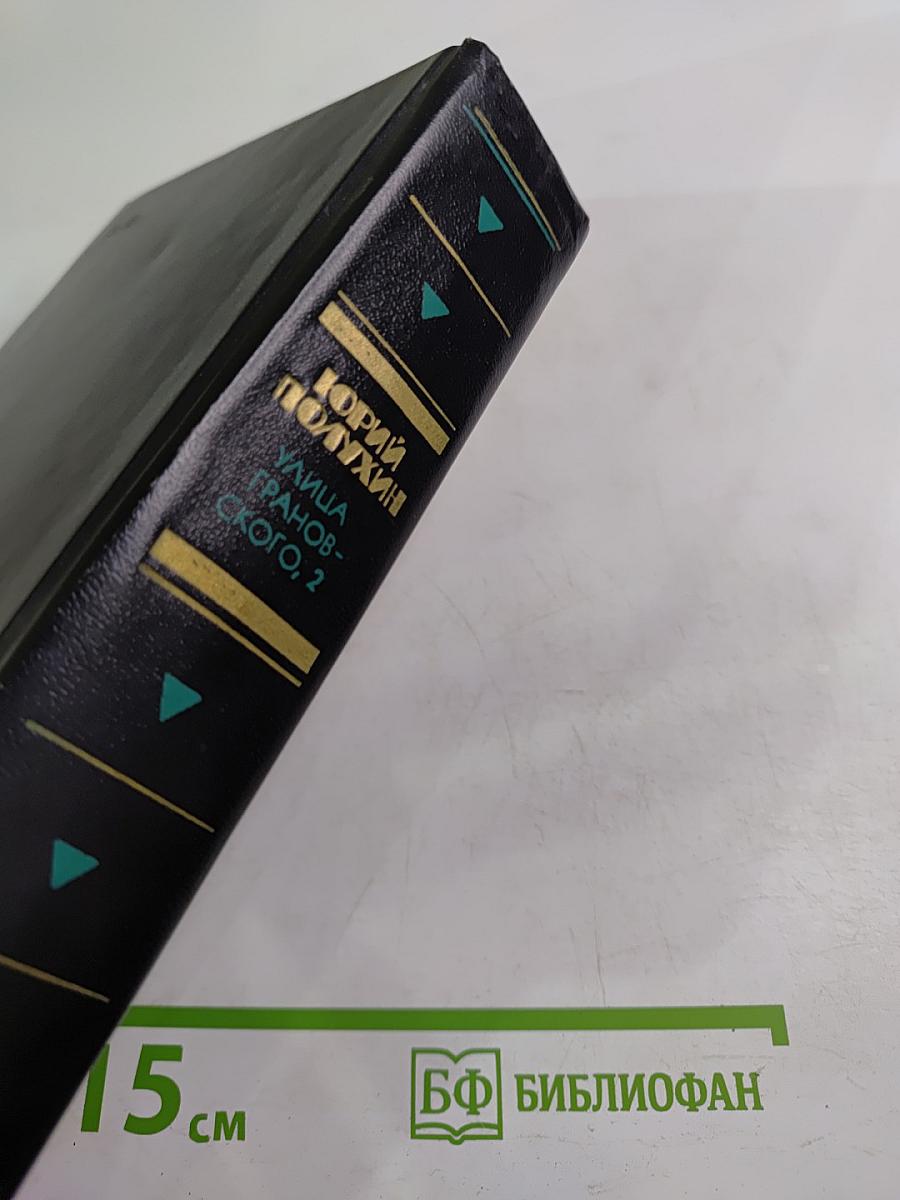 ЮРИЙ
ПОЛУХИН
УЛИЦА
ГРАНОВ-
СКОГО, 2
15 см
БФ БИБЛИОФАН